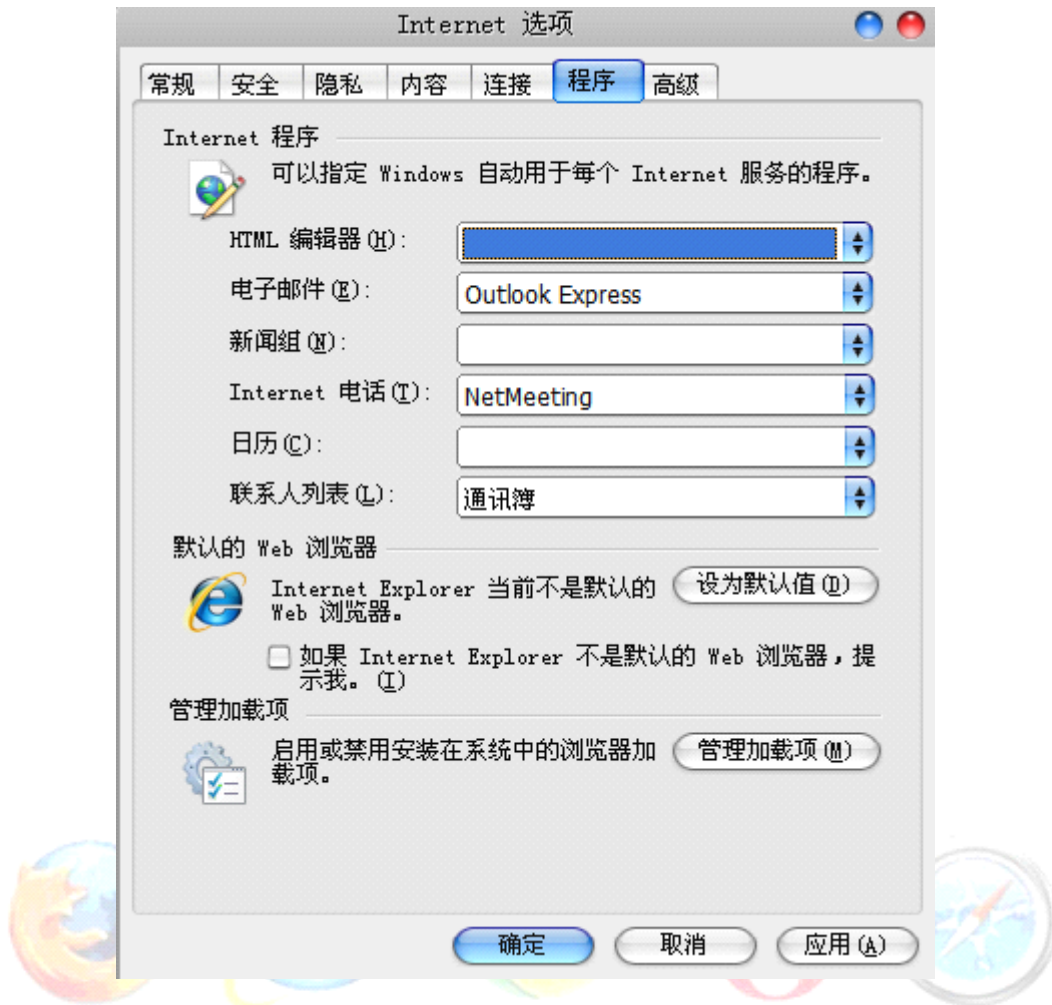 Internet 选项
常规 安全 隐私 内容 连接 程序 高级
Internet 程序
可以指定 Windows 自动用于每个 Internet 服务的程序。
HTML 编辑器(H):
电子邮件(E): Outlook Express
新闻组(N):
Internet 电话(T): NetMeeting
日历(C):
联系人列表(L): 通讯簿
默认的 Web 浏览器
Internet Explorer 当前不是默认的 设为默认值(D)
Web 浏览器。
如果 Internet Explorer 不是默认的 Web 浏览器，提
示我。(I)
管理加载项
启用或禁用安装在系统中的浏览器加 管理加载项(M)
载项。
确定 取消 应用(A)